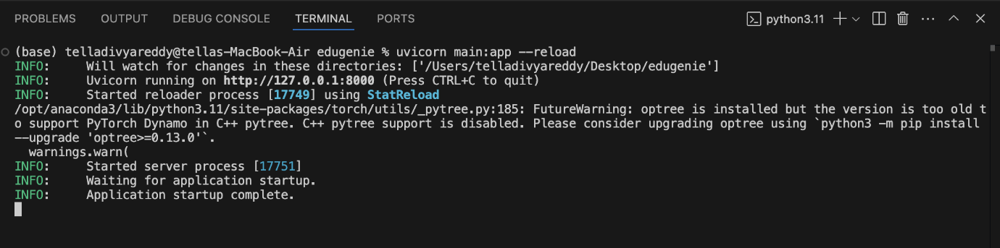 PROBLEMS OUTPUT DEBUG CONSOLE TERMINAL PORTS python3.11
(base) telladivyareddy@tellas-MacBook-Air edugenie % uvicorn main:app --reload
INFO: Will watch for changes in these directories: ['/Users/telladivyareddy/Desktop/edugenie']
INFO: Uvicorn running on http://127.0.0.1:8000 (Press CTRL+C to quit)
INFO: Started reloader process [17749] using StatReload
/opt/anaconda3/lib/python3.11/site-packages/torch/utils/_pytree.py:185: FutureWarning: optree is installed but the version is too old t
o support PyTorch Dynamo in C++ pytree. C++ pytree support is disabled. Please consider upgrading optree using `python3 -m pip install
--upgrade 'optree>=0.13.0'`.
  warnings.warn(
INFO: Started server process [17751]
INFO: Waiting for application startup.
INFO: Application startup complete.